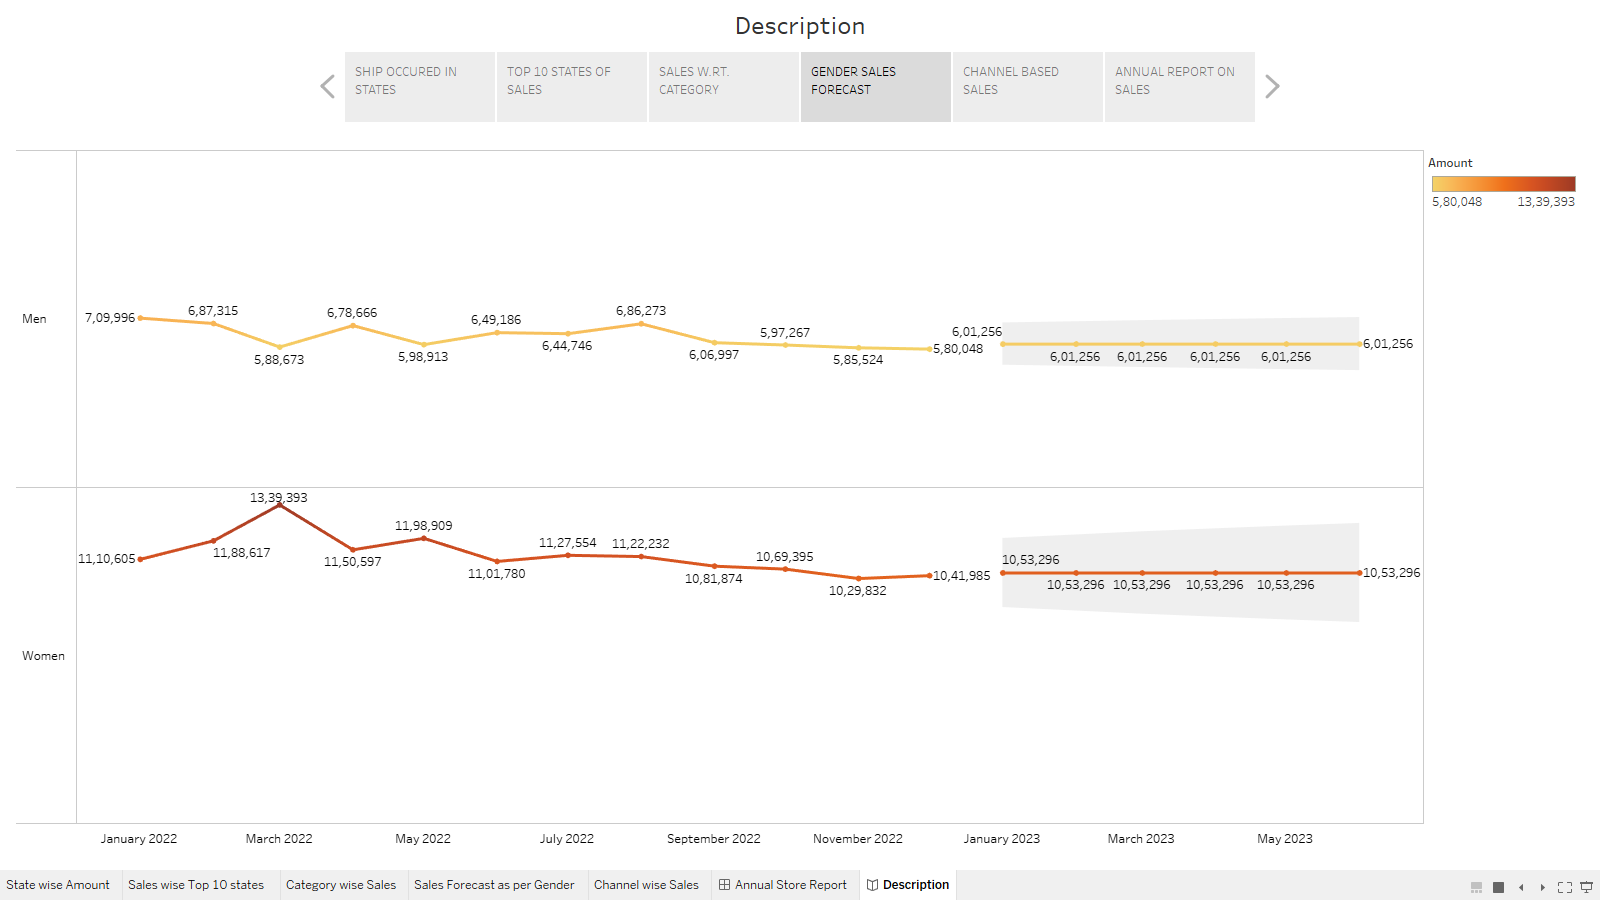 Description
SHIP OCCURED IN
STATES
TOP 10 STATES OF
SALES
SALES W.RT.
CATEGORY
GENDER SALES
FORECAST
CHANNEL BASED
SALES
ANNUAL REPORT ON
SALES
Amount
5,80,048
13,39,393
Men
7,09,996
6,87,315
5,88,673
6,78,666
5,98,913
6,49,186
6,44,746
6,86,273
6,06,997
5,97,267
5,85,524
5,80,048
6,01,256
6,01,256
6,01,256
6,01,256
6,01,256
6,01,256
Women
11,10,605
11,88,617
13,39,393
11,50,597
11,98,909
11,01,780
11,27,554
11,22,232
10,81,874
10,69,395
10,29,832
10,41,985
10,53,296
10,53,296
10,53,296
10,53,296
10,53,296
10,53,296
January 2022
March 2022
May 2022
July 2022
September 2022
November 2022
January 2023
March 2023
May 2023
State wise Amount
Sales wise Top 10 states
Category wise Sales
Sales Forecast as per Gender
Channel wise Sales
Annual Store Report
Description